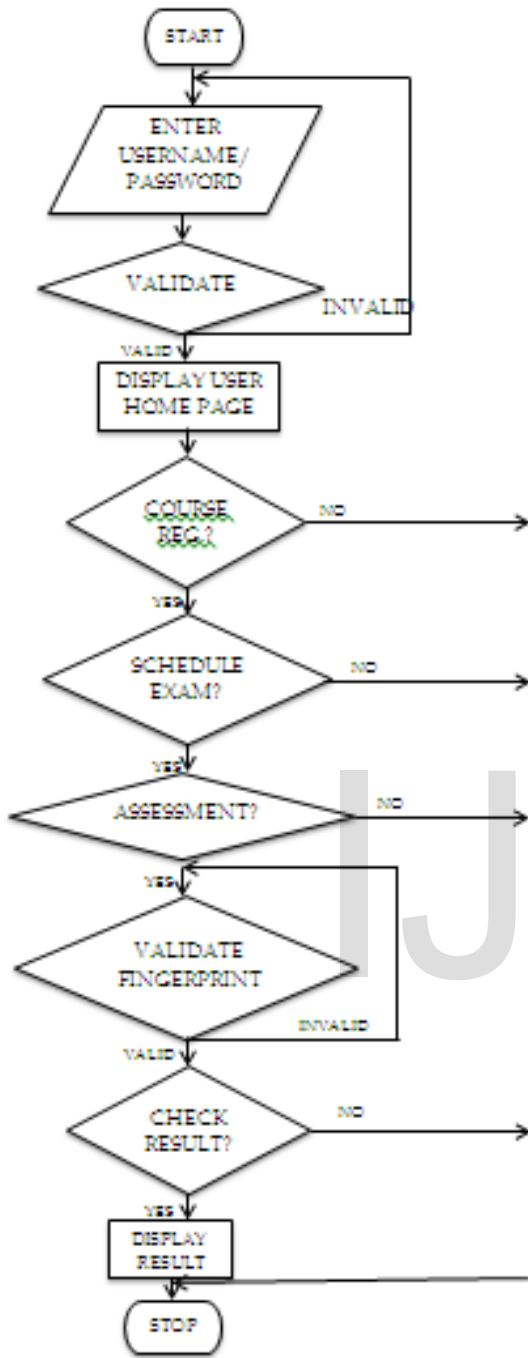 START
ENTER
USERNAME/
PASSWORD
VALIDATE
INVALID
VALID
DISPLAY USER
HOME PAGE
COURSE
REG.?
NO
YES
SCHEDULE
EXAM?
NO
YES
ASSESSMENT?
NO
YES
VALIDATE
FINGERPRINT
INVALID
VALID
CHECK
RESULT?
NO
YES
DISPLAY
RESULT
STOP
IJ